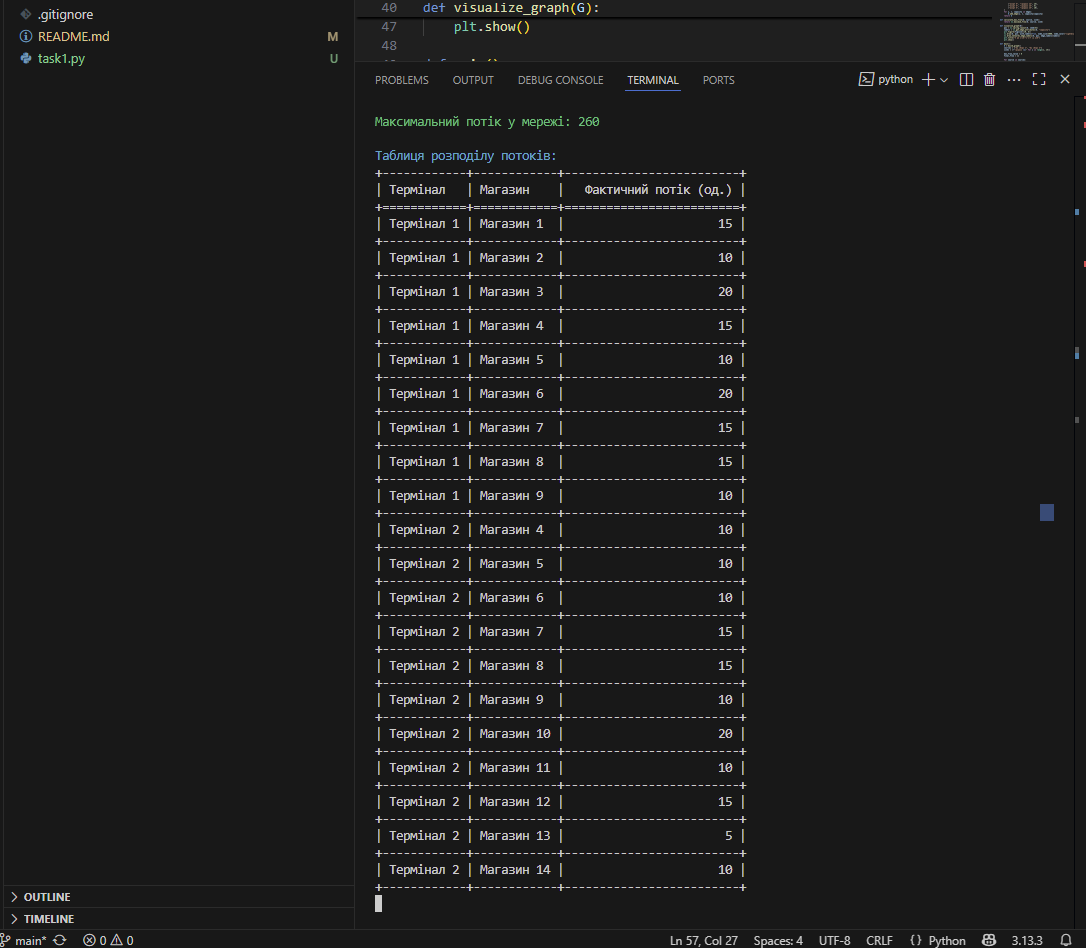 .gitignore
README.md M
task1.py U
40 def visualize_graph(G):
47 plt.show()
48
PROBLEMS OUTPUT DEBUG CONSOLE TERMINAL PORTS python
Максимальний потік у мережі: 260
Таблиця розподілу потоків:
+-----------+------------+-------------------------+
| Термінал | Магазин | Фактичний потік (од.) |
+===========+============+=========================+
| Термінал 1 | Магазин 1 | 15 |
| Термінал 1 | Магазин 2 | 10 |
| Термінал 1 | Магазин 3 | 20 |
| Термінал 1 | Магазин 4 | 15 |
| Термінал 1 | Магазин 5 | 10 |
| Термінал 1 | Магазин 6 | 20 |
| Термінал 1 | Магазин 7 | 15 |
| Термінал 1 | Магазин 8 | 15 |
| Термінал 1 | Магазин 9 | 10 |
| Термінал 2 | Магазин 4 | 10 |
| Термінал 2 | Магазин 5 | 10 |
| Термінал 2 | Магазин 6 | 10 |
| Термінал 2 | Магазин 7 | 15 |
| Термінал 2 | Магазин 8 | 15 |
| Термінал 2 | Магазин 9 | 10 |
| Термінал 2 | Магазин 10 | 20 |
| Термінал 2 | Магазин 11 | 10 |
| Термінал 2 | Магазин 12 | 15 |
| Термінал 2 | Магазин 13 | 5 |
| Термінал 2 | Магазин 14 | 10 |
OUTLINE
TIMELINE
main* 0 0 Ln 57, Col 27 Spaces: 4 UTF-8 CRLF {} Python 3.13.3